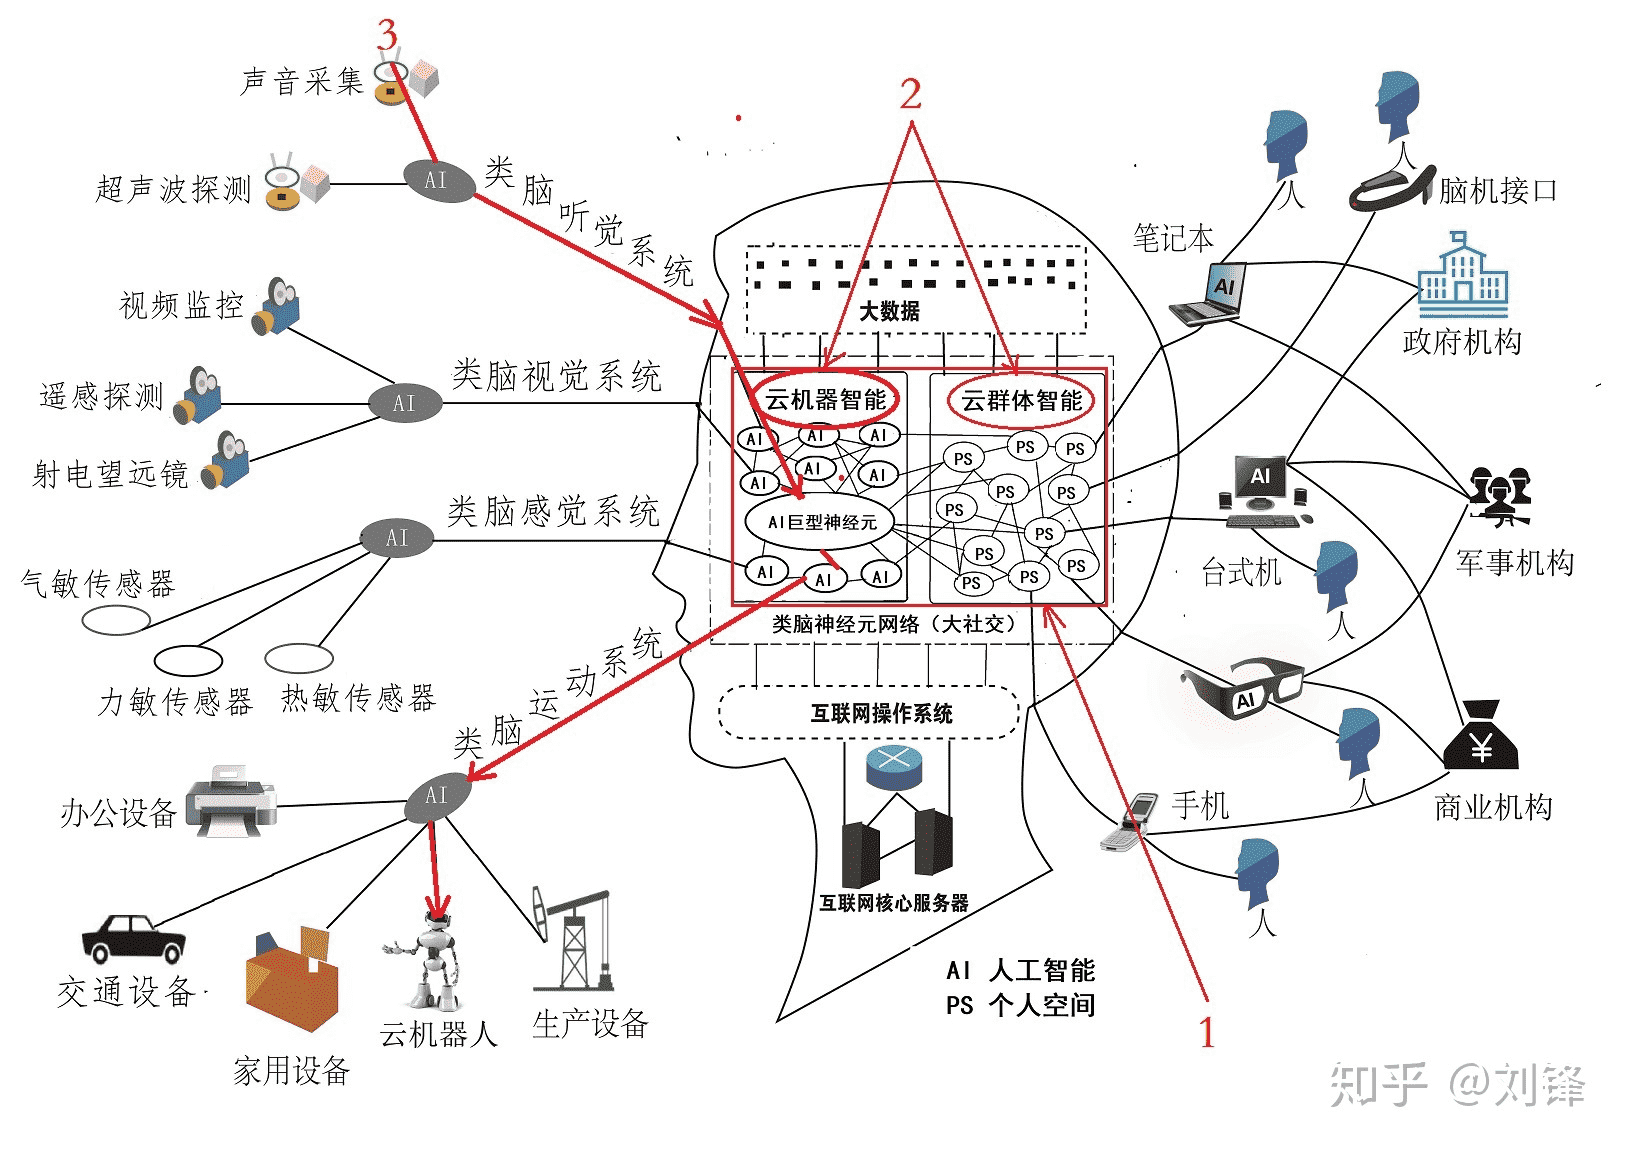 3
声音采集
2
超声波探测
AI
类脑听觉系统
人
人
脑机接口
笔记本
AI
政府机构
大数据
视频监控
遥感探测
射电望远镜
AI
类脑视觉系统
云机器智能
云群体智能
AI
AI
AI
AI
AI
AI
AI巨型神经元
AI
AI
AI
PS
PS
PS
PS
PS
PS
PS
PS
PS
PS
PS
类脑神经元网络（大社交）
AI
军事机构
台式机
人
类脑感觉系统
AI
气敏传感器
力敏传感器
热敏传感器
类脑运动系统
AI
互联网操作系统
互联网核心服务器
AI
人
商业机构
手机
人
办公设备
交通设备
家用设备
云机器人
生产设备
AI 人工智能
PS 个人空间
1
知乎 @刘锋